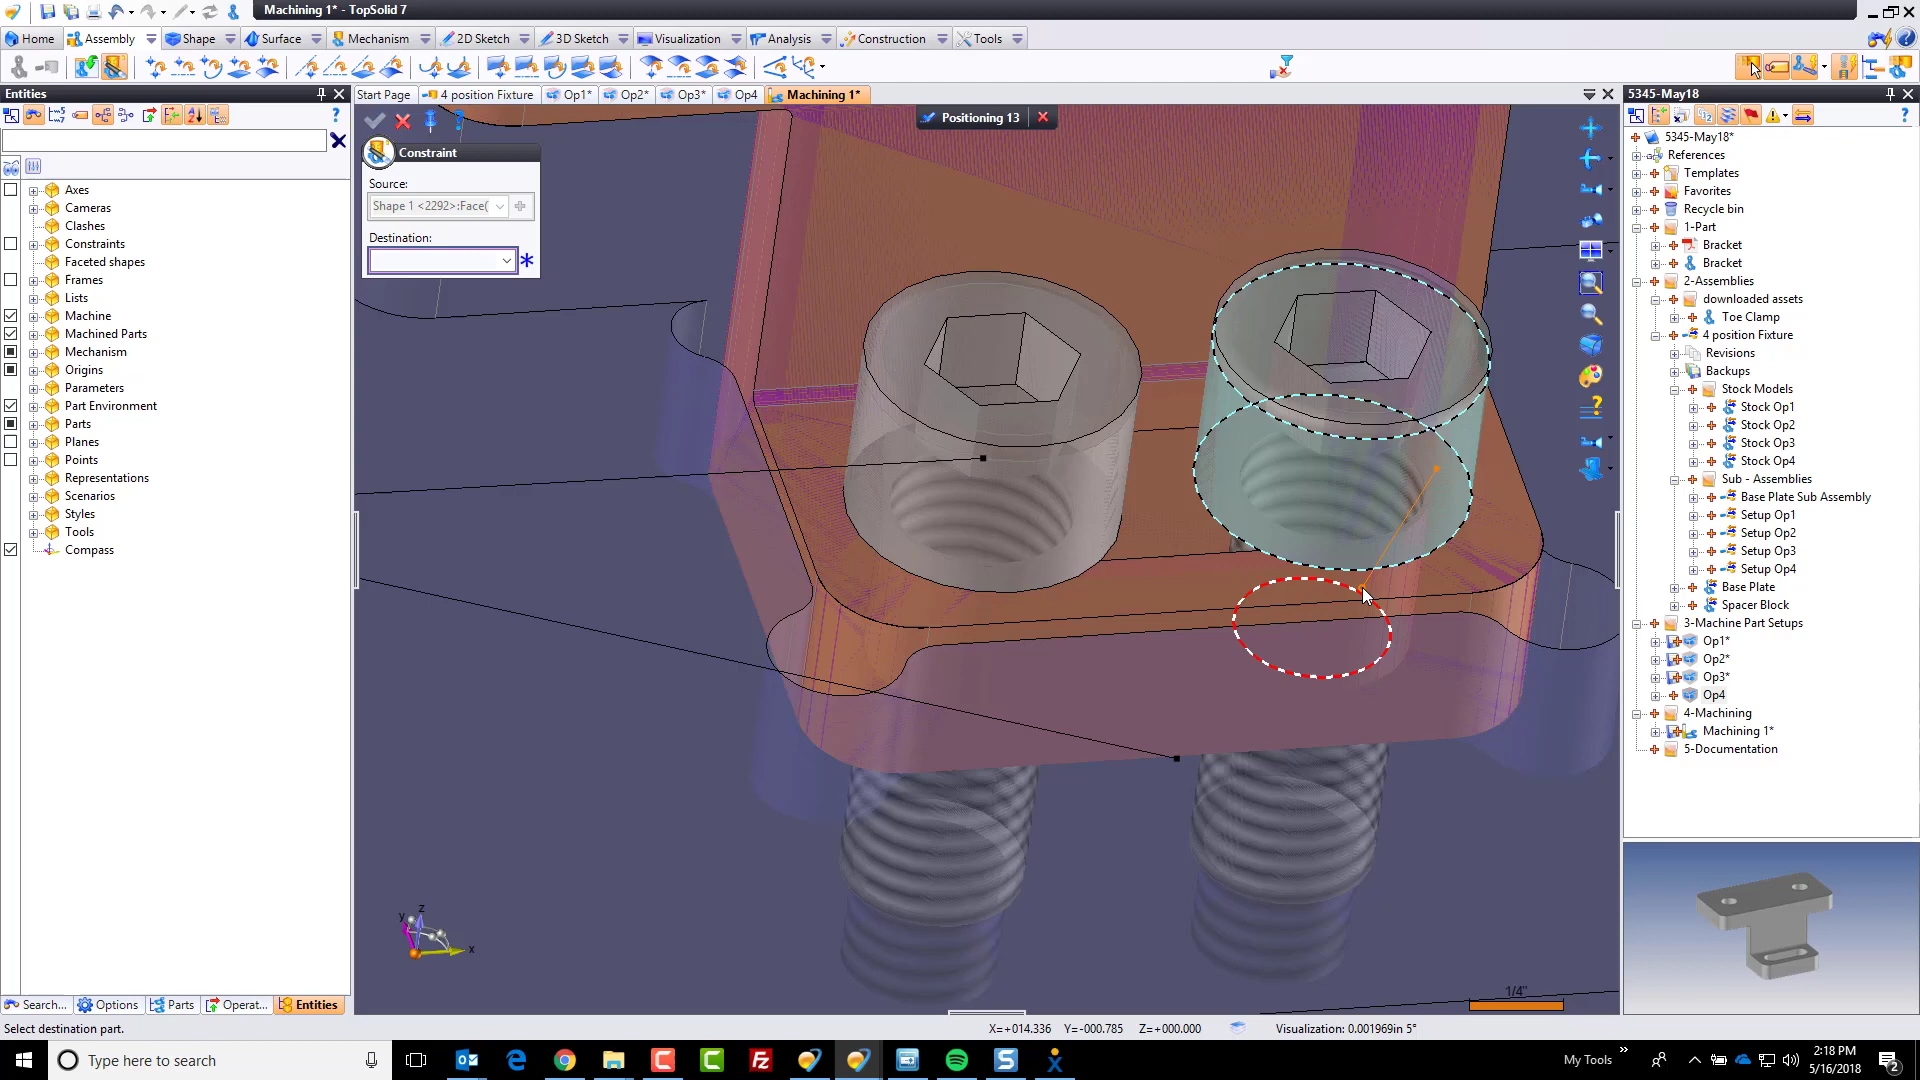 Machining 1* - TopSolid 7
Home Assembly Shape Surface Mechanism 2D Sketch 3D Sketch Visualization Analysis Construction Tools
Entities
Start Page 4 position Fixture Op1* Op2* Op3* Op4 Machining 1*
5345-May18
Positioning 13
Constraint
Source:
Shape 1 <2292>:Face(
Destination:
Axes
Cameras
Clashes
Constraints
Faceted shapes
Frames
Lists
Machine
Machined Parts
Mechanism
Origins
Parameters
Part Environment
Parts
Planes
Points
Representations
Scenarios
Styles
Tools
Compass
5345-May18*
References
Templates
Favorites
Recycle bin
1-Part
Bracket
Bracket
2-Assemblies
downloaded assets
Toe Clamp
4 position Fixture
Revisions
Backups
Stock Models
Stock Op1
Stock Op2
Stock Op3
Stock Op4
Sub - Assemblies
Base Plate Sub Assembly
Setup Op1
Setup Op2
Setup Op3
Setup Op4
Base Plate
Spacer Block
3-Machine Part Setups
Op1*
Op2*
Op3*
Op4
4-Machining
Machining 1*
5-Documentation
y z x
1/4"
Search... Options Parts Operat... Entities
Select destination part.
X=+014.336 Y=-000.785 Z=+000.000 Visualization: 0.001969in 5°
Type here to search
My Tools
2:18 PM
5/16/2018
2